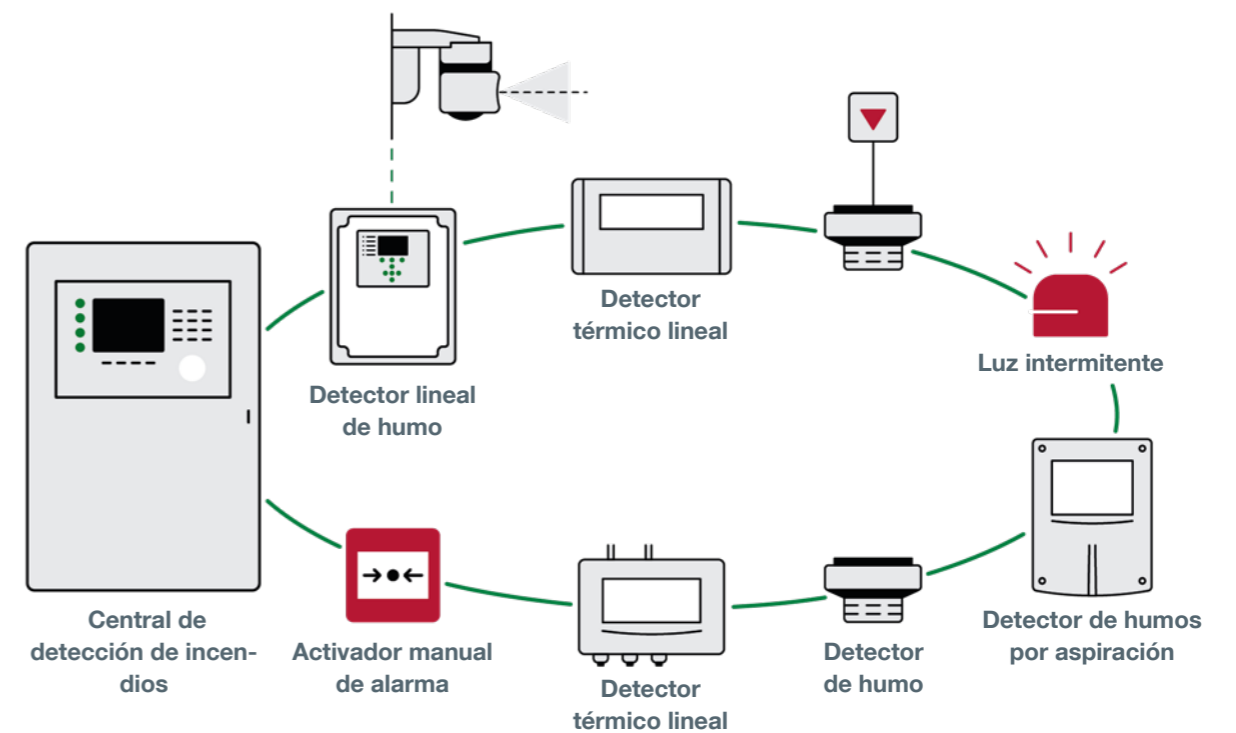 Detector
térmico lineal
Luz intermitente
Detector lineal
de humo
Central de
detección de incen-
dios
Activador manual
de alarma
Detector
térmico lineal
Detector
de humo
Detector de humos
por aspiración